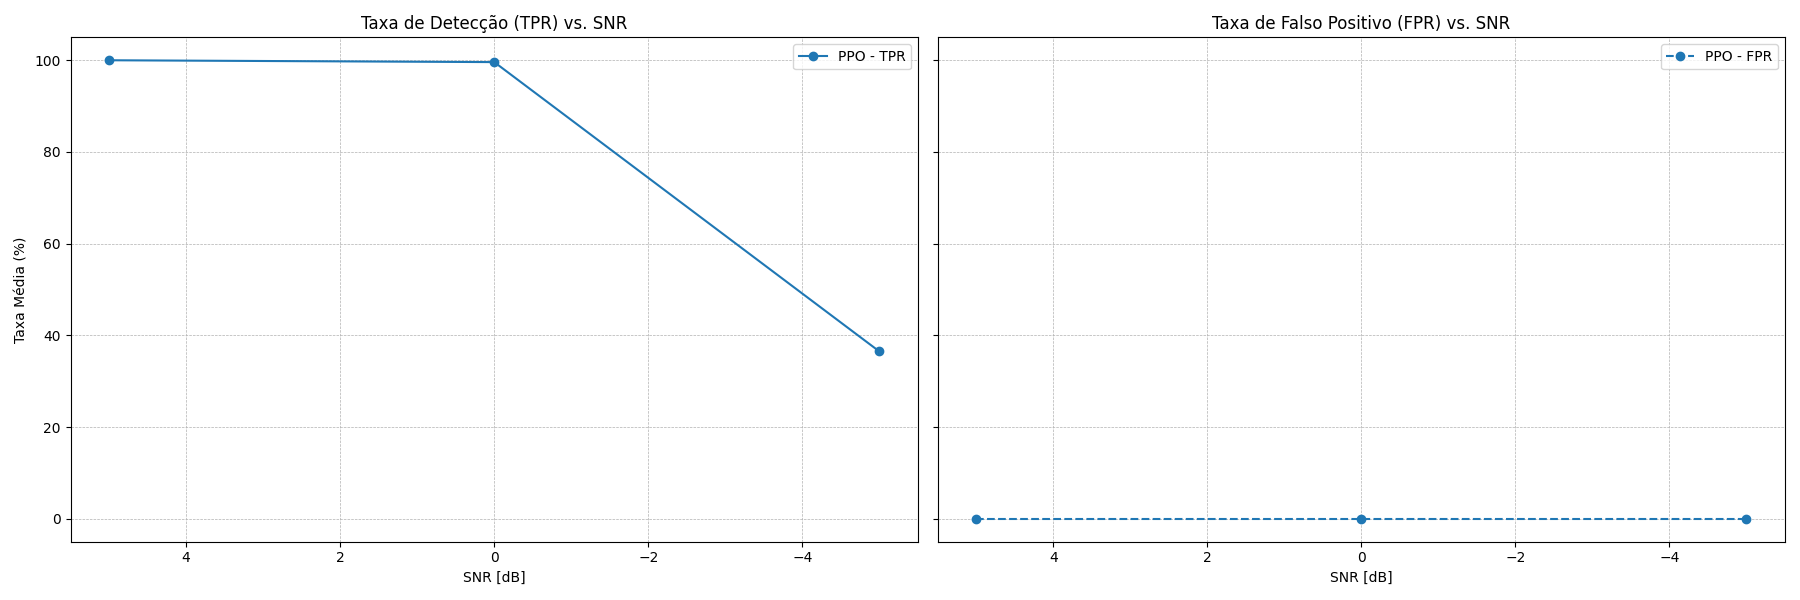 Taxa de Detecção (TPR) vs. SNR
PPO - TPR
Taxa Média (%)
100
80
60
40
20
0
4
2
0
−2
−4
SNR [dB]
Taxa de Falso Positivo (FPR) vs. SNR
PPO - FPR
4
2
0
−2
−4
SNR [dB]